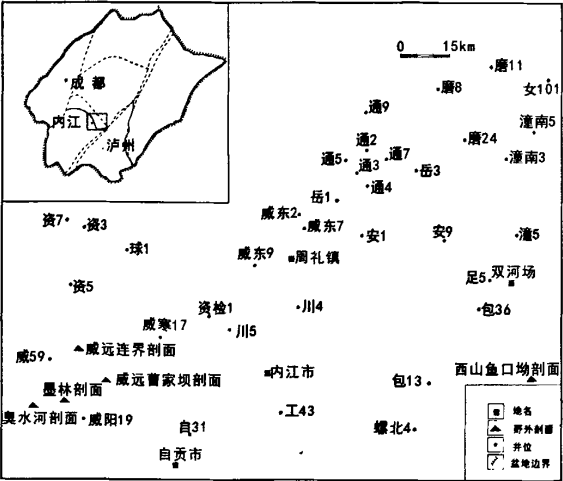 成都
内江
泸州
0 15km
磨11
磨8
女101
通9
潼南5
通2
磨24
通5
通3
通7
岳3
潼南3
通4
岳1
威东2
威东7
资7
资3
球1
威东9
周礼镇
安1
安9
潼5
足5
双河场
资5
资检1
川4
包36
威寒17
川5
威59
威远连界剖面
墨林剖面
威远曹家坝剖面
内江市
包13
西山鱼口坳剖面
臭水河剖面
威阳19
工43
自31
螺北4
自贡市
地名
野外剖面
井位
盆地边界